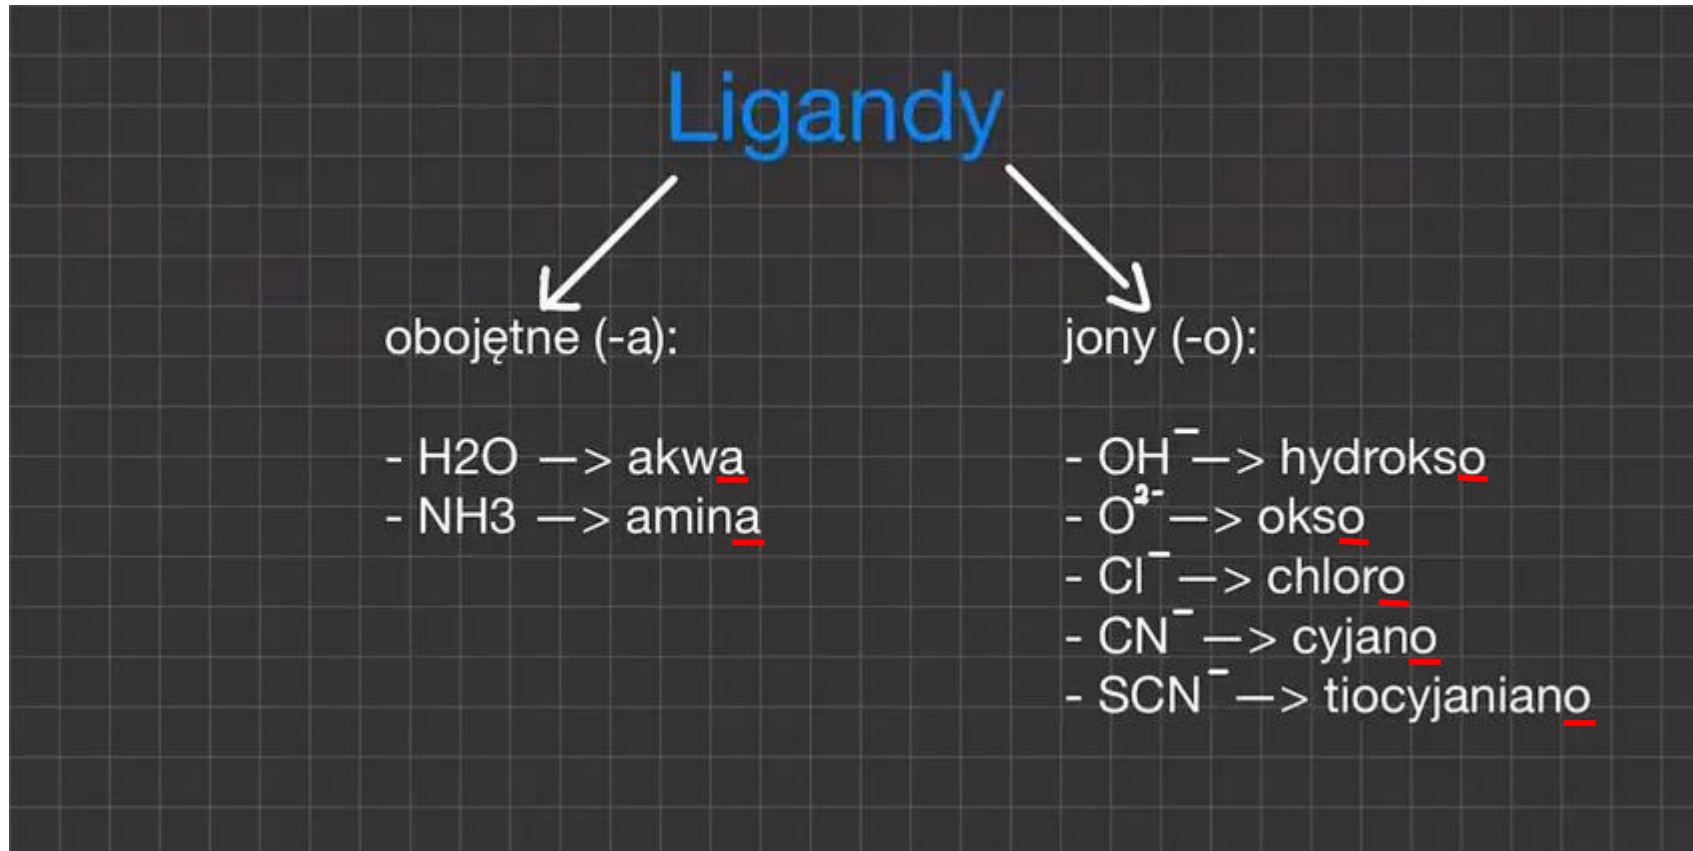 Ligandy
obojętne (-a):
- H2O —> akwa
- NH3 —> amina
jony (-o):
- OH⁻ —> hydrokso
- O²⁻ —> okso
- Cl⁻ —> chloro
- CN⁻ —> cyjano
- SCN⁻ —> tiocyjaniano